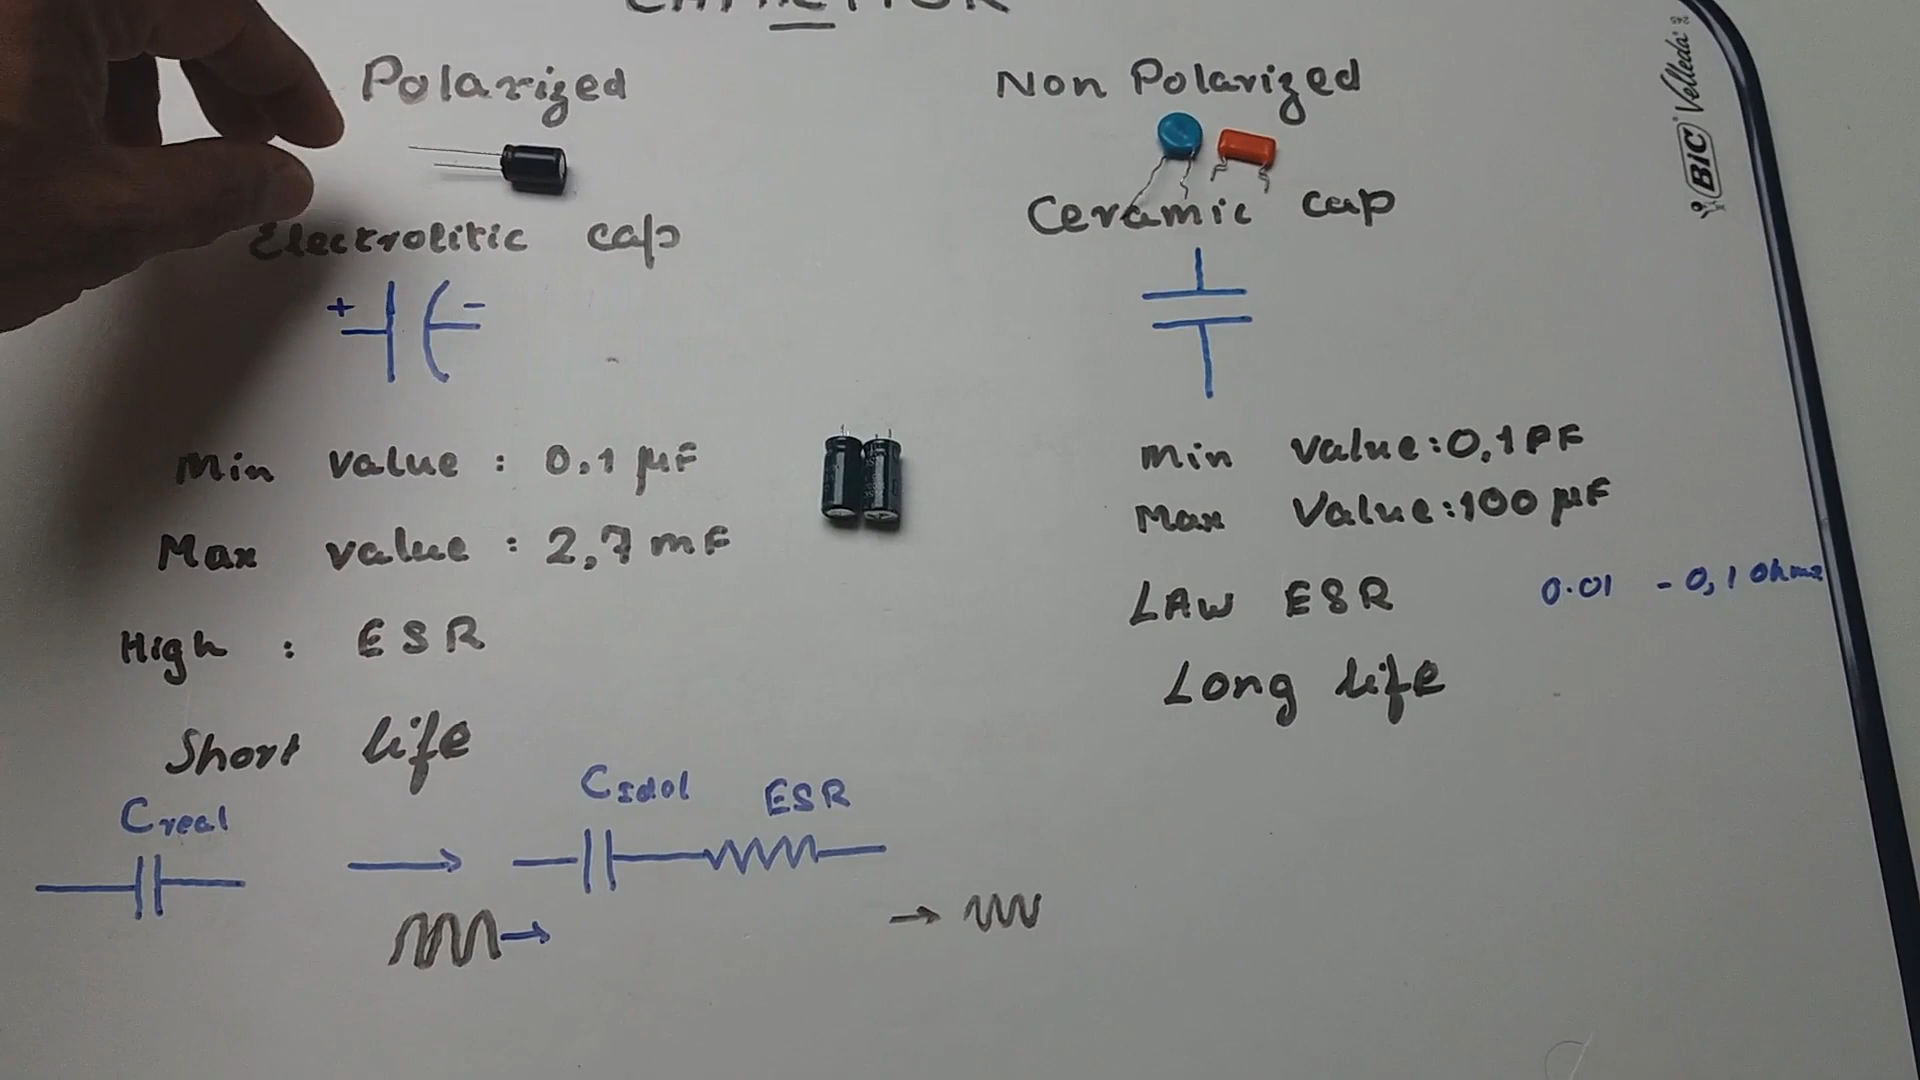 CAPACITOR
Polarized
Electrolitic cap
+ -
Min value : 0.1 µF
Max value : 2,7 mF
High : ESR
Short life
Creal
CIdol ESR
Non Polarized
Ceramic cap
Min value:0,1PF
Max Value:100 µF
LAW ESR 0.01 - 0,1 Ohms
Long life
BIC Velleda